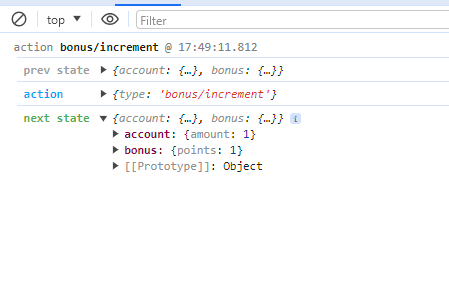 top ▼ Filter
action bonus/increment @ 17:49:11.812
prev state ▶ {account: {…}, bonus: {…}}
action ▶ {type: 'bonus/increment'}
next state ▼ {account: {…}, bonus: {…}} i
▶ account: {amount: 1}
▶ bonus: {points: 1}
▶ [[Prototype]]: Object